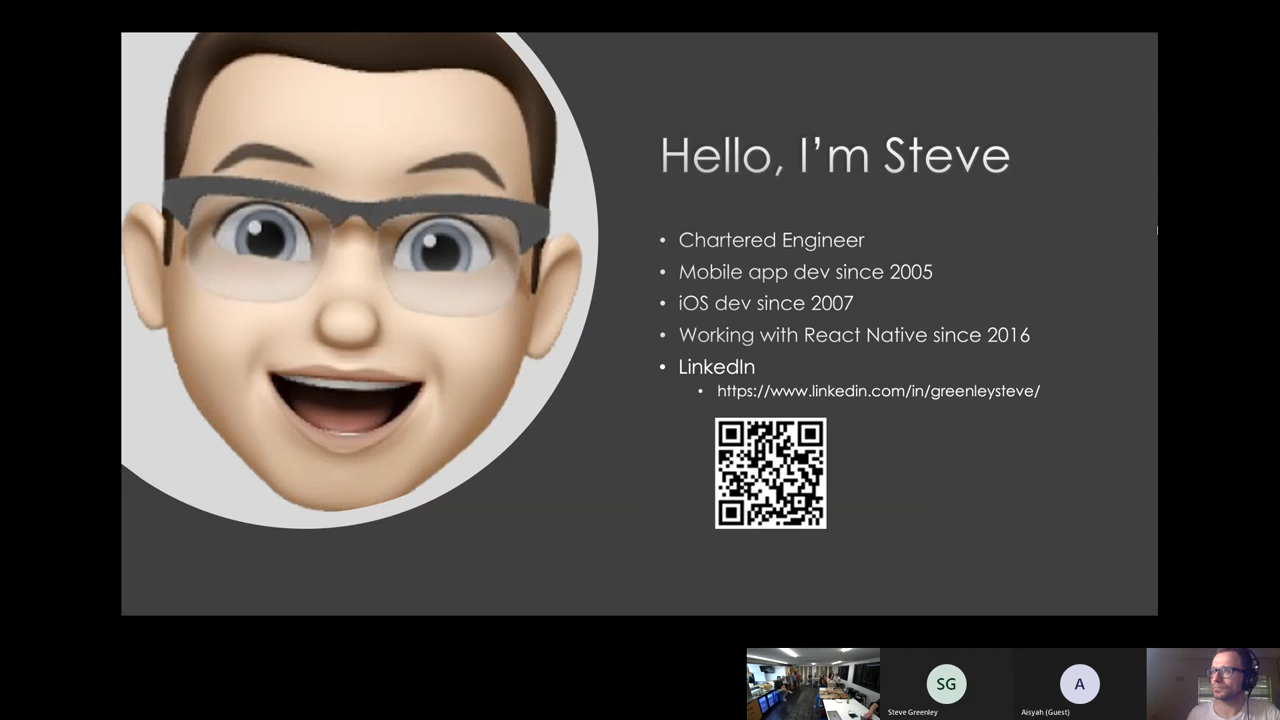 Hello, I'm Steve
• Chartered Engineer
• Mobile app dev since 2005
• iOS dev since 2007
• Working with React Native since 2016
• LinkedIn
• https://www.linkedin.com/in/greenleysteve/
SG
A
Steve Greenley
Aisyah (Guest)